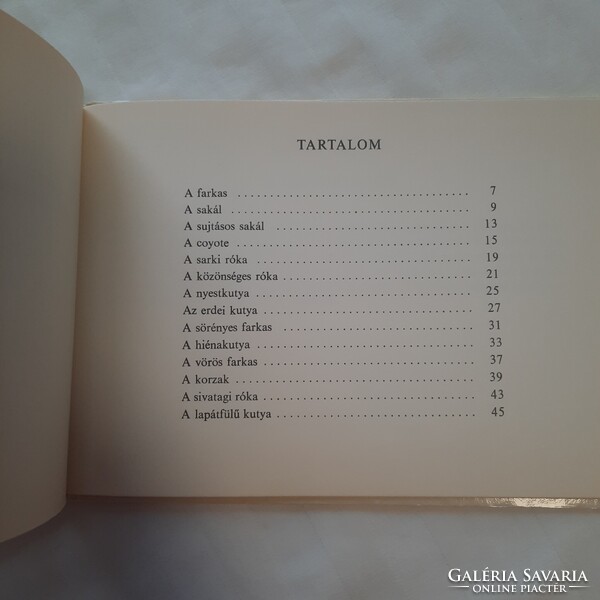 TARTALOM
A farkas ........................................ 7
A sakál ........................................ 9
A sujtásos sakál ................................ 13
A coyote ........................................ 15
A sarki róka .................................... 19
A közönséges róka ............................... 21
A nyestkutya .................................... 25
Az erdei kutya .................................. 27
A sörényes farkas ............................... 31
A hiénakutya .................................... 33
A vörös farkas .................................. 37
A korzak ........................................ 39
A sivatagi róka ................................. 43
A lapátfülű kutya ............................... 45
GALÉRIA SAVARIA
ONLINE PIACTÉR